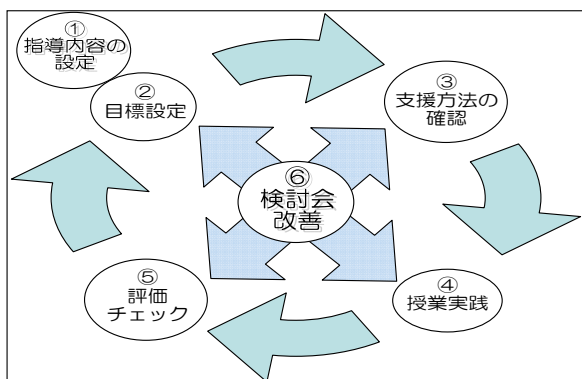 ①
指導内容の
設定
②
目標設定
③
支援方法の
確認
④
授業実践
⑤
評価
チェック
⑥
検討会
改善